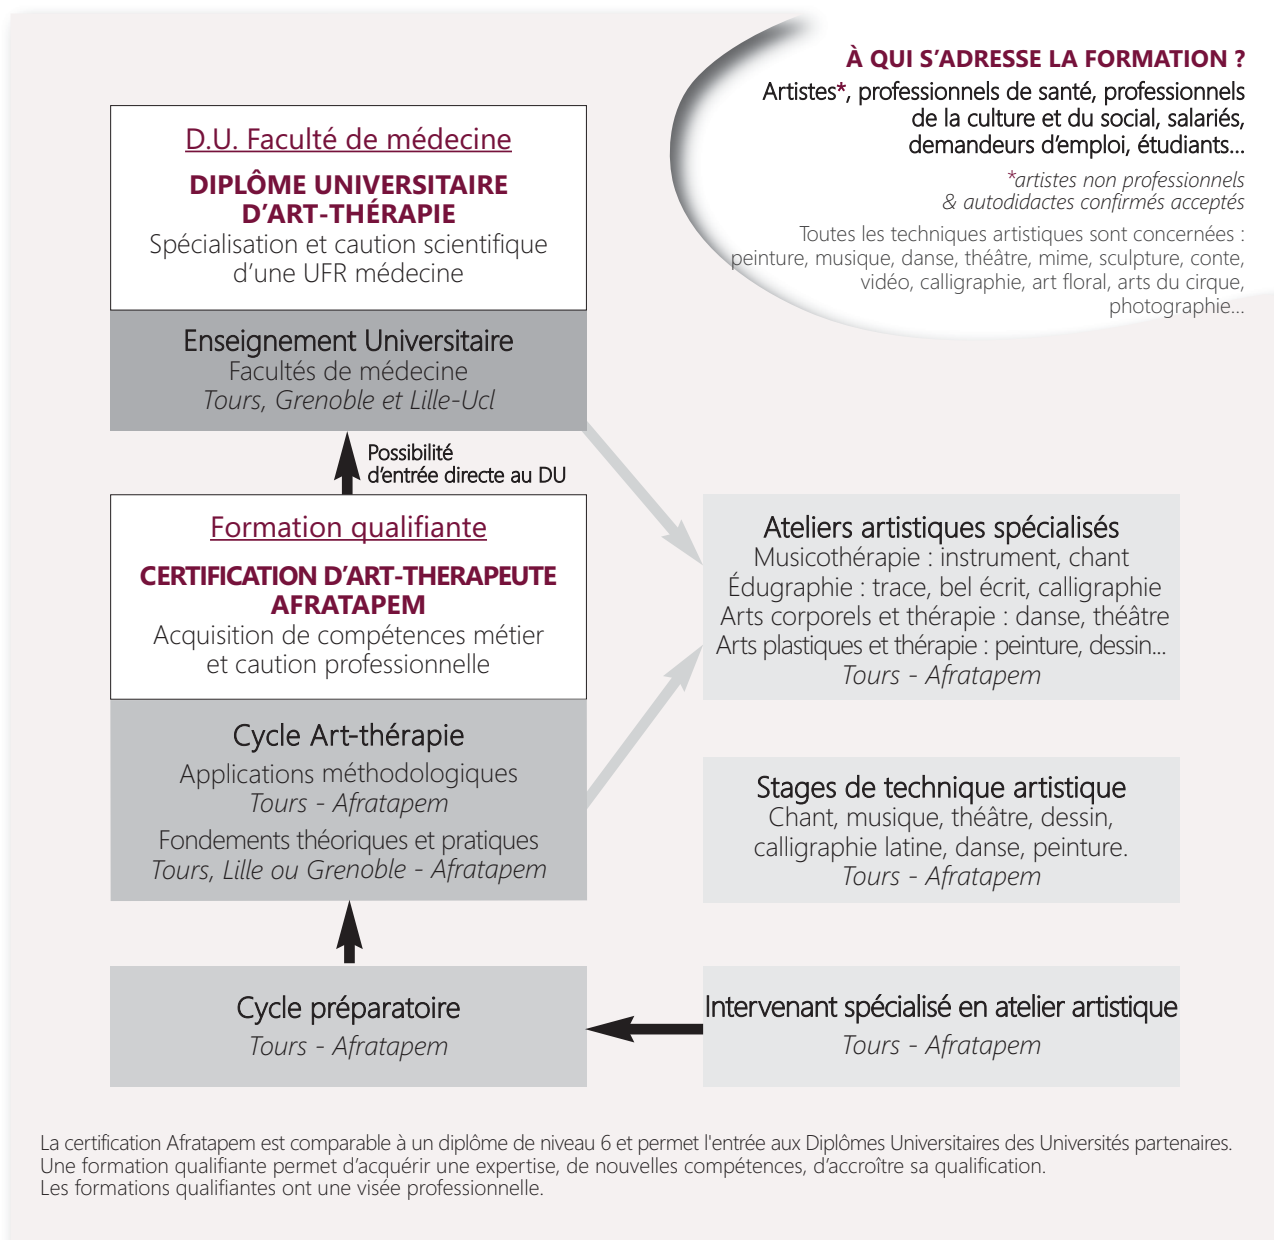 À QUI S’ADRESSE LA FORMATION ?
Artistes*, professionnels de santé, professionnels
de la culture et du social, salariés,
demandeurs d’emploi, étudiants...
*artistes non professionnels
& autodidactes confirmés acceptés
Toutes les techniques artistiques sont concernées :
peinture, musique, danse, théâtre, mime, sculpture, conte,
vidéo, calligraphie, art floral, arts du cirque,
photographie...
D.U. Faculté de médecine
DIPLÔME UNIVERSITAIRE
D’ART-THÉRAPIE
Spécialisation et caution scientifique
d’une UFR médecine
Enseignement Universitaire
Facultés de médecine
Tours, Grenoble et Lille-Ucl
Possibilité
d’entrée directe au DU
Formation qualifiante
CERTIFICATION D’ART-THERAPEUTE
AFRATAPEM
Acquisition de compétences métier
et caution professionnelle
Cycle Art-thérapie
Applications méthodologiques
Tours - Afratapem
Fondements théoriques et pratiques
Tours, Lille ou Grenoble - Afratapem
Ateliers artistiques spécialisés
Musicothérapie : instrument, chant
Édugraphie : trace, bel écrit, calligraphie
Arts corporels et thérapie : danse, théâtre
Arts plastiques et thérapie : peinture, dessin...
Tours - Afratapem
Stages de technique artistique
Chant, musique, théâtre, dessin,
calligraphie latine, danse, peinture.
Tours - Afratapem
Cycle préparatoire
Tours - Afratapem
Intervenant spécialisé en atelier artistique
Tours - Afratapem
La certification Afratapem est comparable à un diplôme de niveau 6 et permet l'entrée aux Diplômes Universitaires des Universités partenaires.
Une formation qualifiante permet d’acquérir une expertise, de nouvelles compétences, d’accroître sa qualification.
Les formations qualifiantes ont une visée professionnelle.